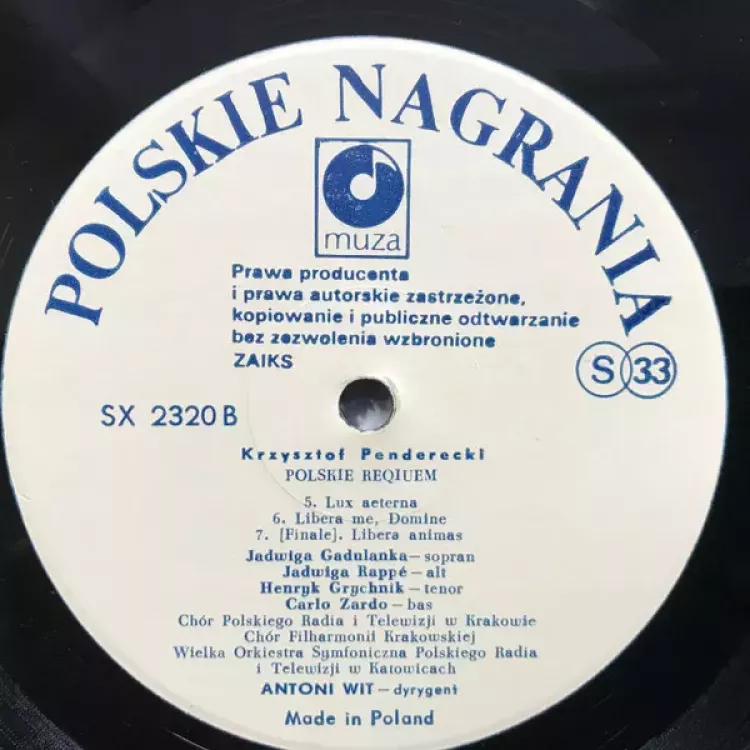 POLSKIE NAGRANIA
muza
Prawa producenta
i prawa autorskie zastrzeżone,
kopiowanie i publiczne odtwarzanie
bez zezwolenia wzbronione
ZAIKS
S 33
SX 2320 B
Krzysztof Penderecki
POLSKIE REQIUEM
5. Lux aeterna
6. Libera me, Domine
7. [Finale]. Libera animas
Jadwiga Gadulanka – sopran
Jadwiga Rappé – alt
Henryk Grychnik – tenor
Carlo Zardo – bas
Chór Polskiego Radia i Telewizji w Krakowie
Chór Filharmonii Krakowskiej
Wielka Orkiestra Symfoniczna Polskiego Radia
i Telewizji w Katowicach
ANTONI WIT – dyrygent
Made in Poland